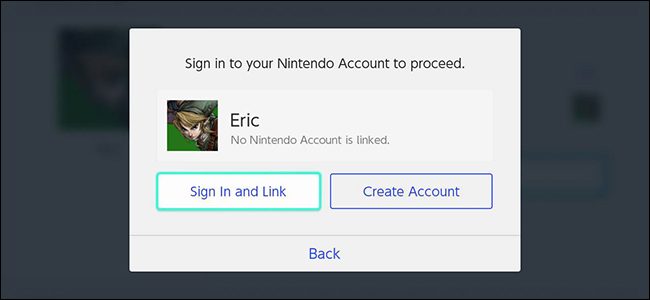 Sign in to your Nintendo Account to proceed.
Eric
No Nintendo Account is linked.
Sign In and Link
Create Account
Back